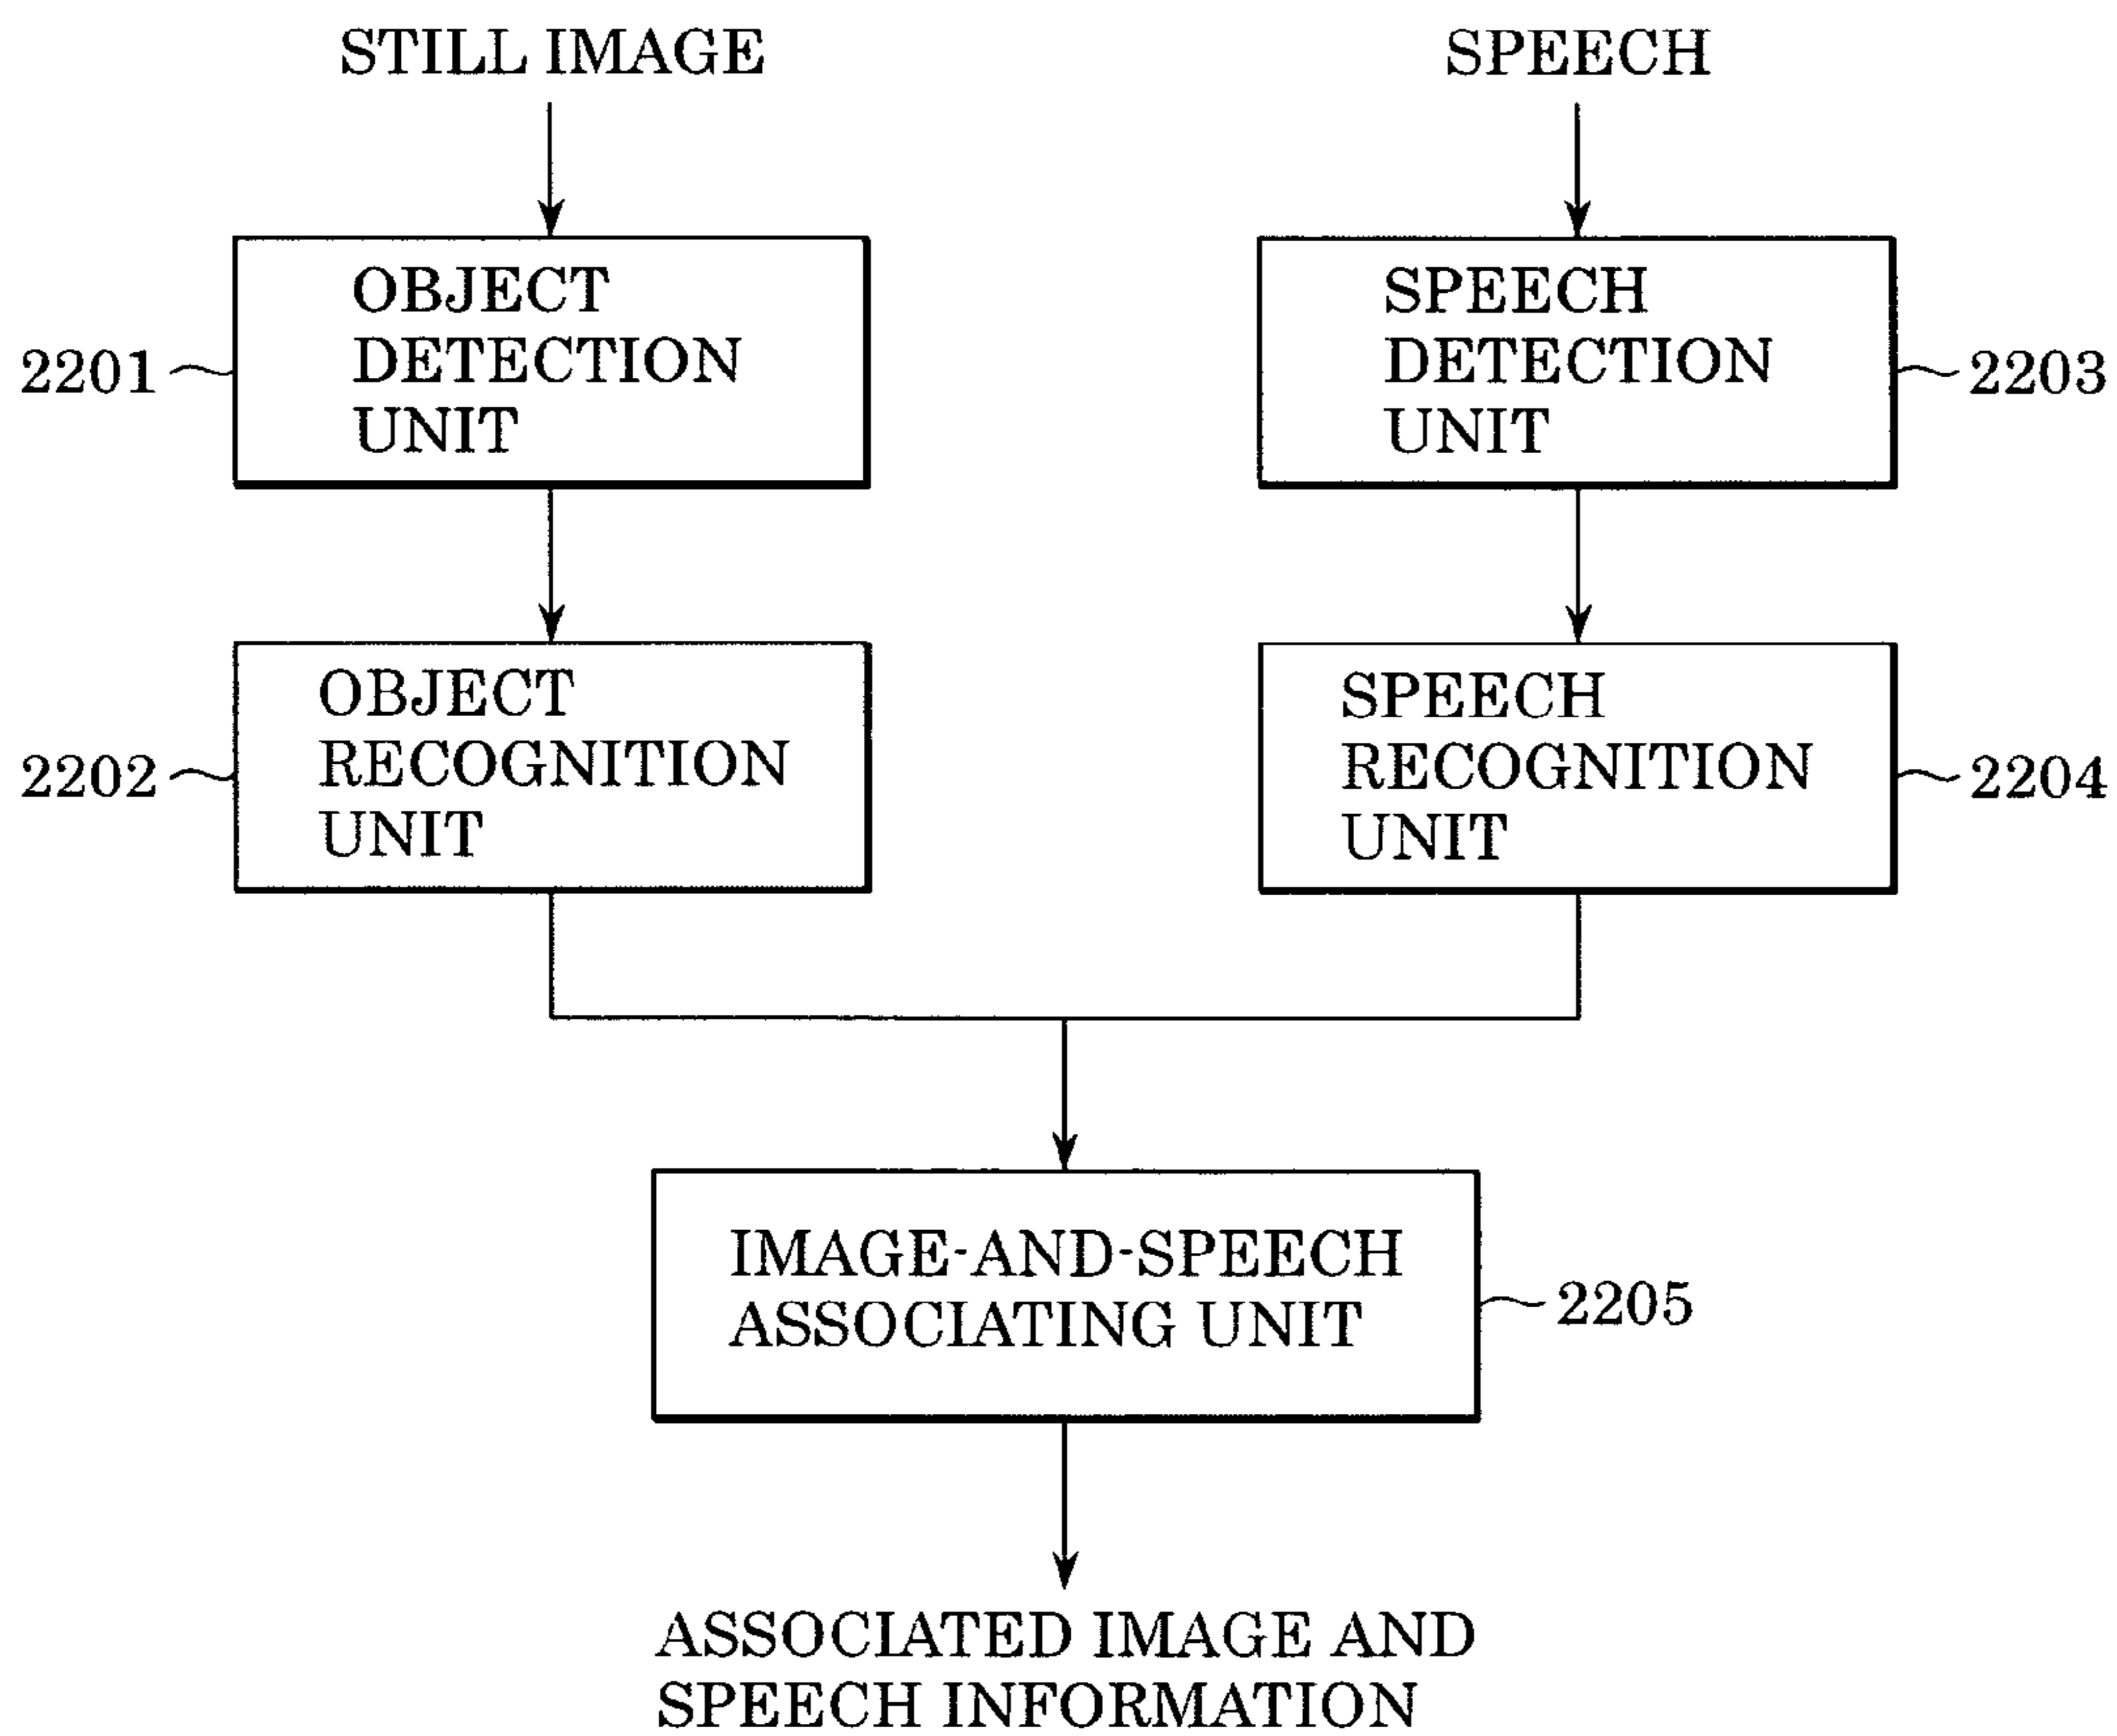 STILL IMAGE
SPEECH
OBJECT
DETECTION
UNIT
2201
SPEECH
DETECTION
UNIT
2203
OBJECT
RECOGNITION
UNIT
2202
SPEECH
RECOGNITION
UNIT
2204
IMAGE-AND-SPEECH
ASSOCIATING UNIT
2205
ASSOCIATED IMAGE AND
SPEECH INFORMATION